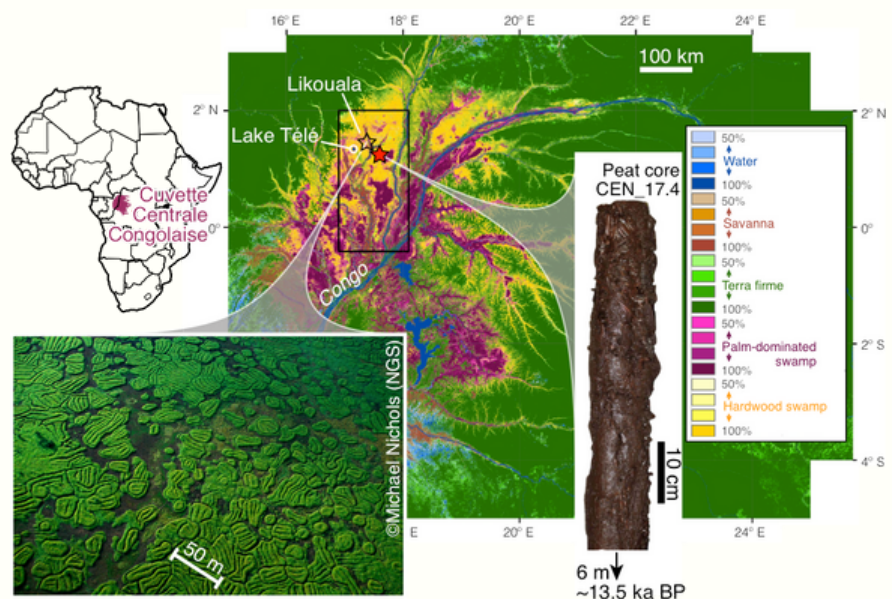 16° E
18° E
20° E
22° E
24° E
100 km
Likouala
2° N
2° N
Lake Télé
Cuvette
Centrale
Congolaise
0°
0°
Congo
Peat core
CEN_17.4
50%
Water
100%
50%
Savanna
100%
50%
Terra firme
100%
50%
Palm-dominated
swamp
100%
50%
Hardwood swamp
100%
2° S
4° S
10 cm
©Michael Nichols (NGS)
50 m
E
20° E
24° E
6 m
~13.5 ka BP